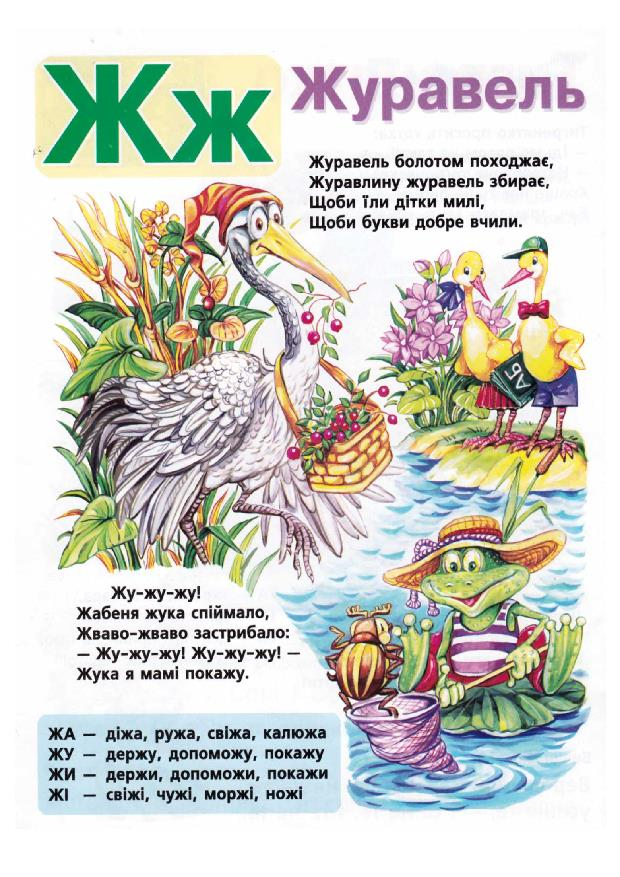 Жж
Журавель
Журавель болотом походжає,
Журавлину журавель збирає,
Щоби їли дітки милі,
Щоби букви добре вчили.
АБ
Жу-жу-жу!
Жабеня жука спіймало,
Жваво-жваво застрибало:
— Жу-жу-жу! Жу-жу-жу! —
Жука я мамі покажу.
ЖА — діжа, ружа, свіжа, калюжа
ЖУ — держу, допоможу, покажу
ЖИ — держи, допоможи, покажи
ЖІ — свіжі, чужі, моржі, ножі